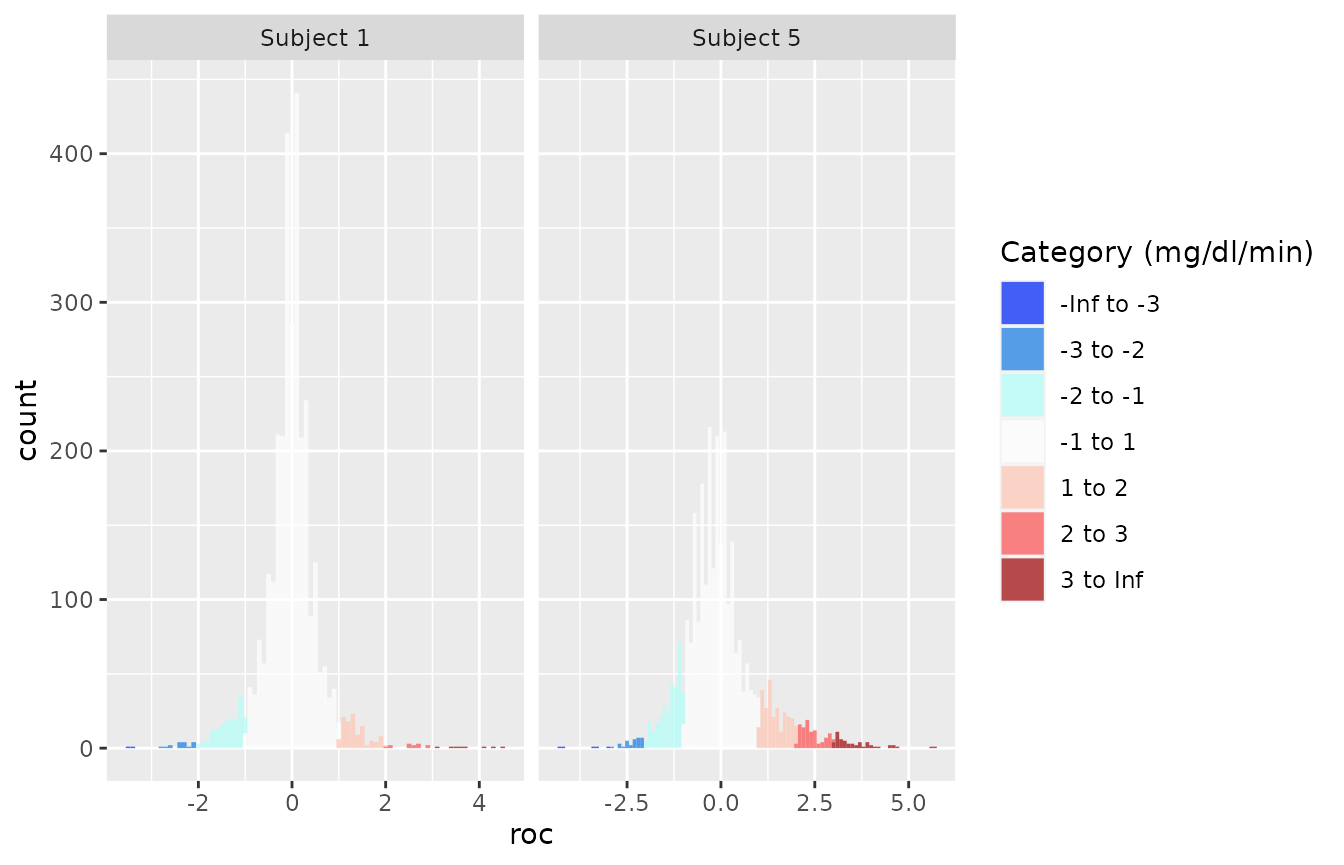 Subject 1
Subject 5
400
300
200
100
0
-2
0
2
4
-2.5
0.0
2.5
5.0
roc
count
Category (mg/dl/min)
-Inf to -3
-3 to -2
-2 to -1
-1 to 1
1 to 2
2 to 3
3 to Inf